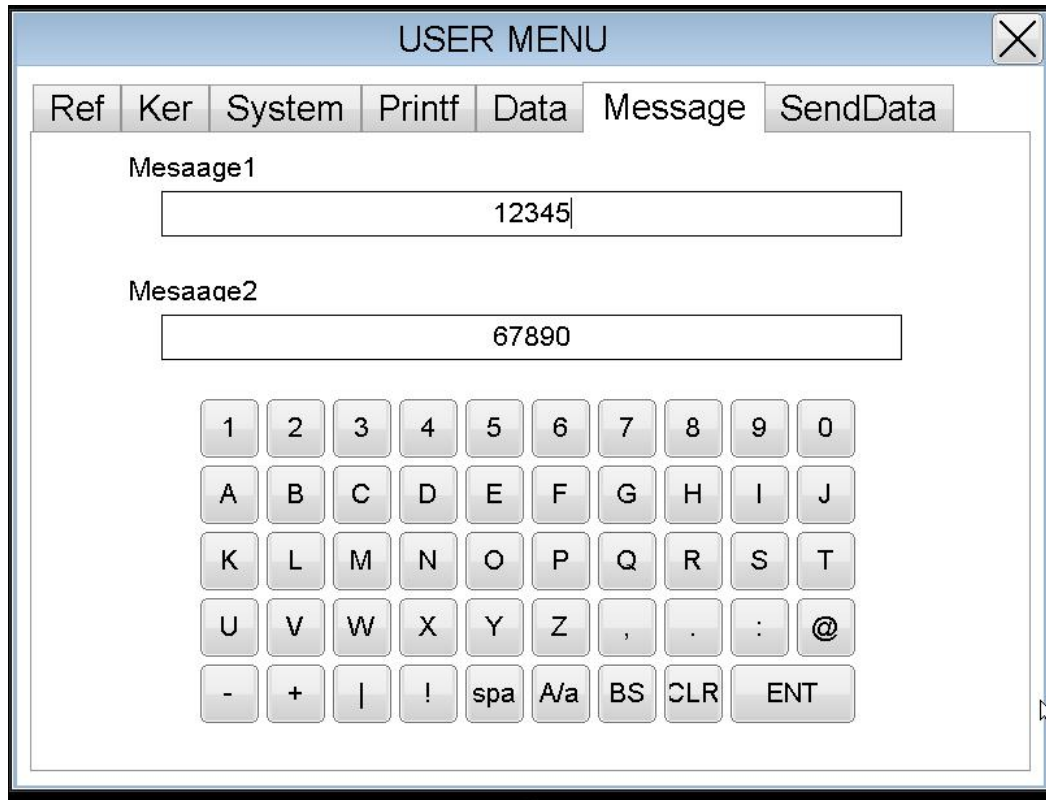 USER MENU
Ref Ker System Printf Data Message SendData
Mesaage1
12345
Mesaage2
67890
1 2 3 4 5 6 7 8 9 0
A B C D E F G H I J
K L M N O P Q R S T
U V W X Y Z , . : @
- + | ! spa A/a BS CLR ENT